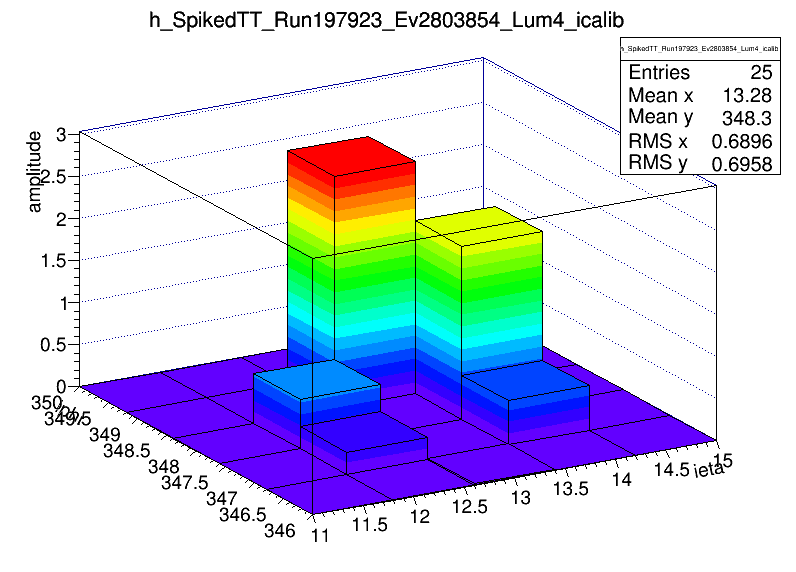 h_SpikedTT_Run197923_Ev2803854_Lum4_icalib
h_SpikedTT_Run197923_Ev2803854_Lum4_icalib
Entries 25
Mean x 13.28
Mean y 348.3
RMS x 0.6896
RMS y 0.6958
amplitude
3
2.5
2
1.5
1
0.5
0
350
349.5
349
348.5
348
347.5
347
346.5
346
11
11.5
12
12.5
13
13.5
14
14.5
15
ieta